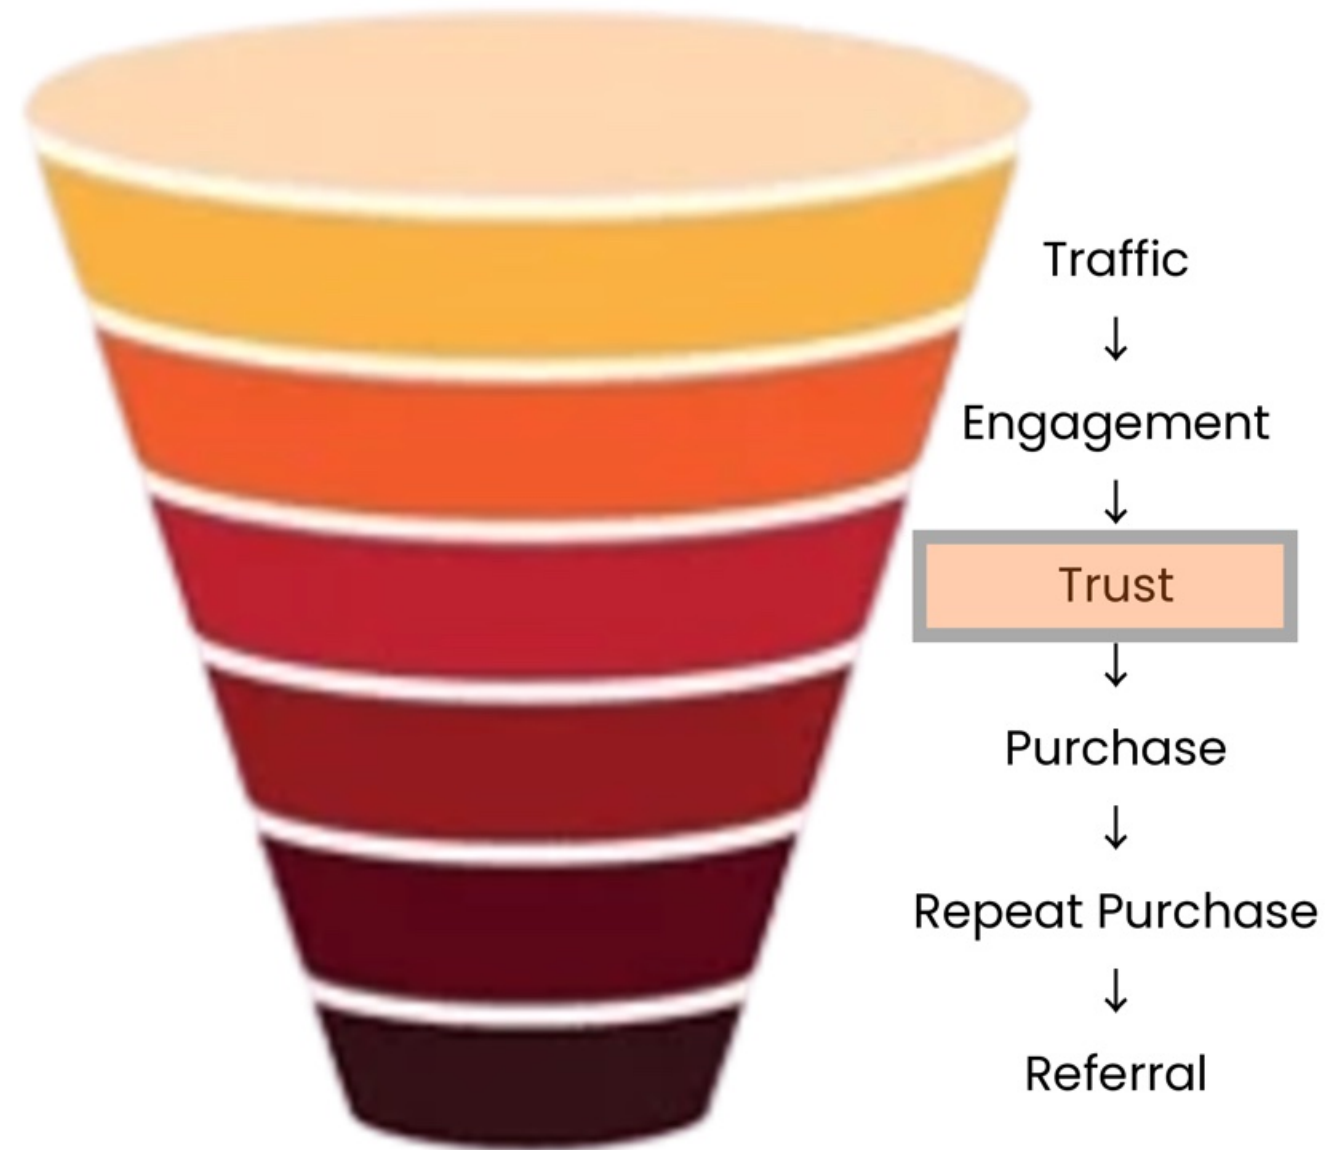 Traffic
↓
Engagement
↓
Trust
↓
Purchase
↓
Repeat Purchase
↓
Referral